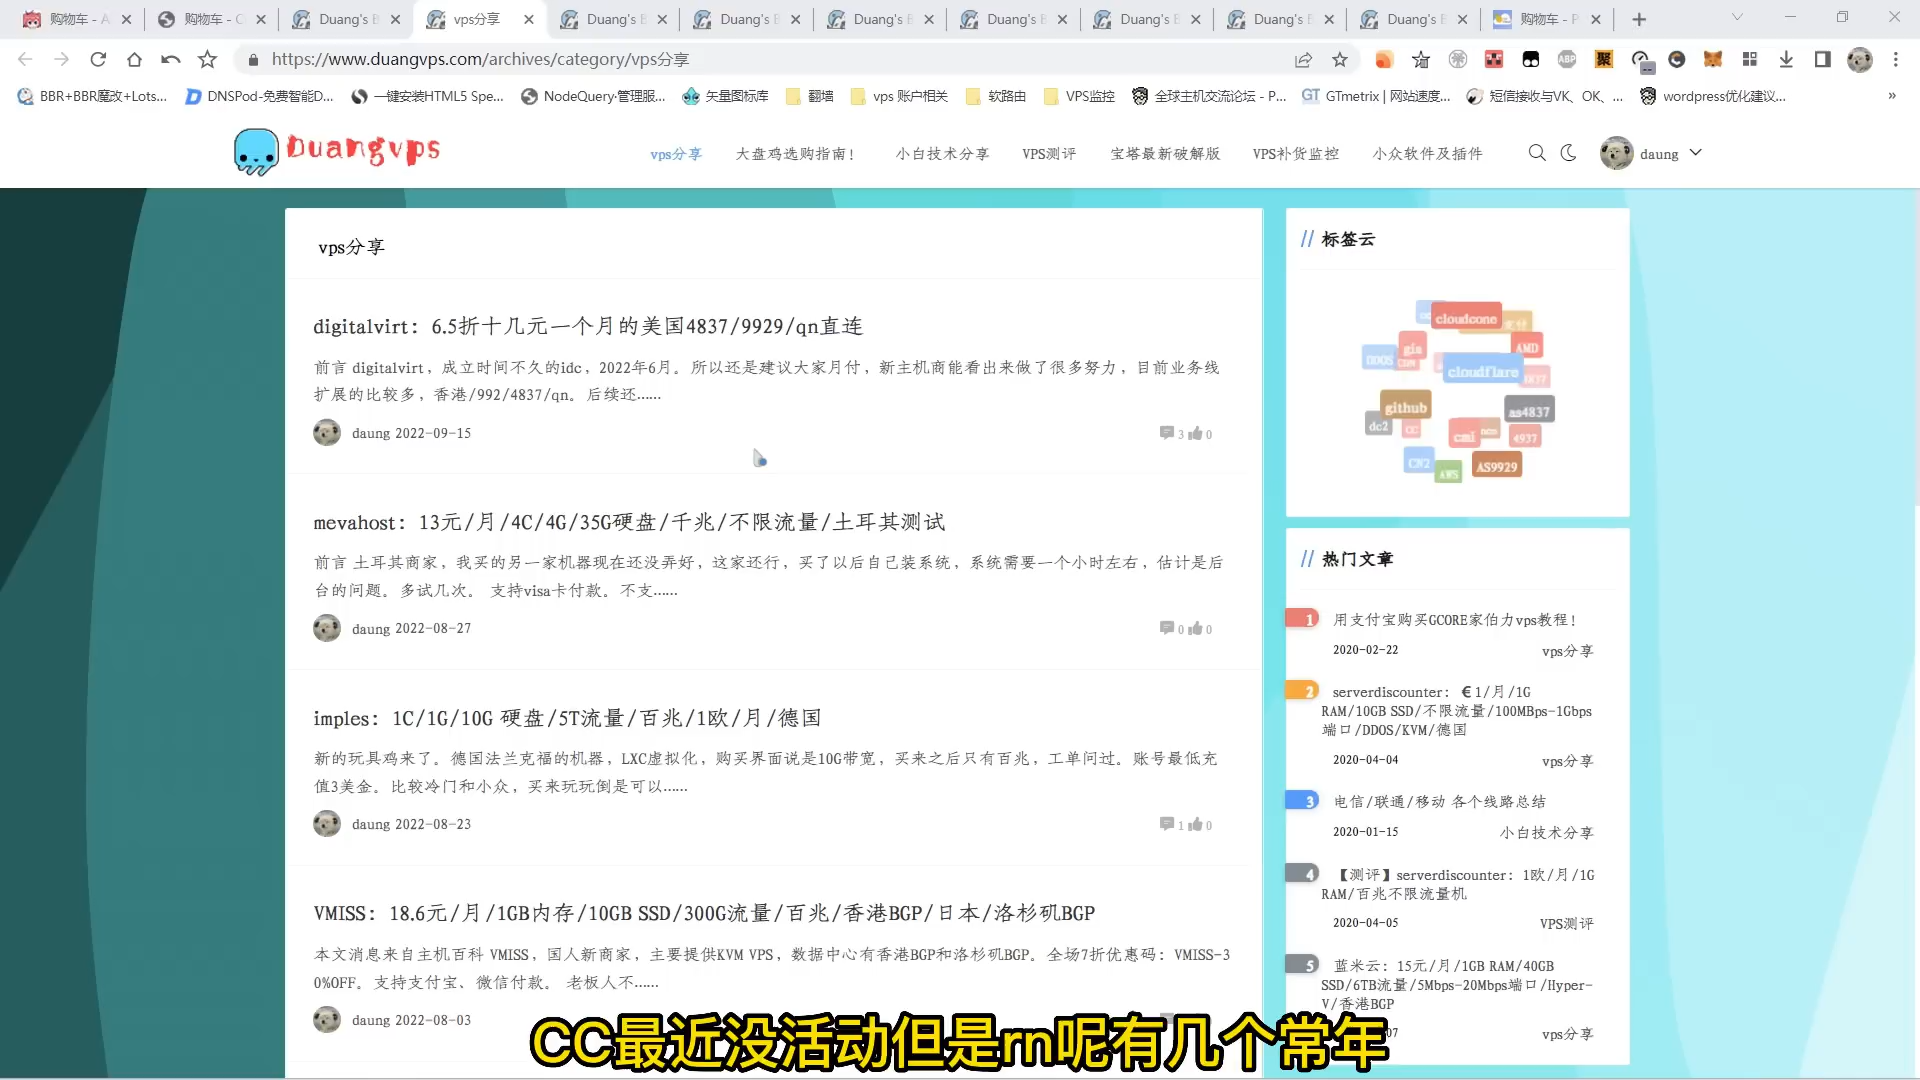 购物车 - A
购物车 - C
Duang's B
vps分享
Duang's B
Duang's B
Duang's B
Duang's B
Duang's B
Duang's B
Duang's B
购物车 - P
https://www.duangvps.com/archives/category/vps分享
BBR+BBR魔改+Lots...
DNSPod-免费智能D...
一键安装HTML5 Spe...
NodeQuery·管理服...
矢量图标库
翻墙
vps 账户相关
软路由
VPS监控
全球主机交流论坛 - P...
GTmetrix | 网站速度...
短信接收与VK、OK、...
wordpress优化建议...
Duangvps
vps分享
大盘鸡选购指南！
小白技术分享
VPS测评
宝塔最新破解版
VPS补货监控
小众软件及插件
daung
vps分享
digitalvirt：6.5折十几元一个月的美国4837/9929/qn直连
前言 digitalvirt，成立时间不久的idc，2022年6月。所以还是建议大家月付，新主机商能看出来做了很多努力，目前业务线
扩展的比较多，香港/992/4837/qn。后续还......
daung 2022-09-15
3 0
mevahost：13元/月/4C/4G/35G硬盘/千兆/不限流量/土耳其测试
前言 土耳其商家，我买的另一家机器现在还没弄好，这家还行，买了以后自己装系统，系统需要一个小时左右，估计是后
台的问题。多试几次。 支持visa卡付款。不支......
daung 2022-08-27
0 0
imples：1C/1G/10G 硬盘/5T流量/百兆/1欧/月/德国
新的玩具鸡来了。德国法兰克福的机器，LXC虚拟化，购买界面说是10G带宽，买来之后只有百兆，工单问过。账号最低充
值3美金。比较冷门和小众，买来玩玩倒是可以......
daung 2022-08-23
1 0
VMISS：18.6元/月/1GB内存/10GB SSD/300G流量/百兆/香港BGP/日本/洛杉矶BGP
本文消息来自主机百科 VMISS，国人新商家，主要提供KVM VPS，数据中心有香港BGP和洛杉矶BGP。全场7折优惠码：VMISS-3
0%OFF。支持支付宝、微信付款。 老板人不......
daung 2022-08-03
// 标签云
cloudcone
支付
gia
AMD
DDOS
CDN
cloudflare
github
as4837
dc2
CC
cmi
4937
CN2
AWS
AS9929
// 热门文章
1 用支付宝购买GCORE家伯力vps教程！
2020-02-22 vps分享
2 serverdiscounter：€1/月/1G
RAM/10GB SSD/不限流量/100MBps-1Gbps
端口/DDOS/KVM/德国
2020-04-04 vps分享
3 电信/联通/移动 各个线路总结
2020-01-15 小白技术分享
4 【测评】serverdiscounter：1欧/月/1G
RAM/百兆不限流量机
2020-04-05 VPS测评
5 蓝米云：15元/月/1GB RAM/40GB
SSD/6TB流量/5Mbps-20Mbps端口/Hyper-
V/香港BGP
07 vps分享
CC最近没活动但是rn呢有几个常年